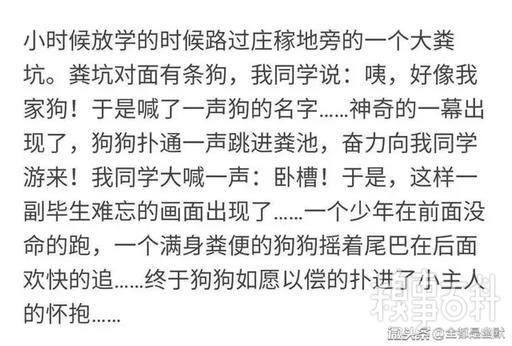 小时候放学的时候路过庄稼地旁的一个大粪
坑。粪坑对面有条狗，我同学说：咦，好像我
家狗！于是喊了一声狗的名字......神奇的一幕出
现了，狗狗扑通一声跳进粪池，奋力向我同学
游来！我同学大喊一声：卧槽！于是，这样一
副毕生难忘的画面出现了......一个少年在前面没
命的跑，一个满身粪便的狗狗摇着尾巴在后面
欢快的追......终于狗狗如愿以偿的扑进了小主人
的怀抱......
糗事百科
头条@全都是幽默